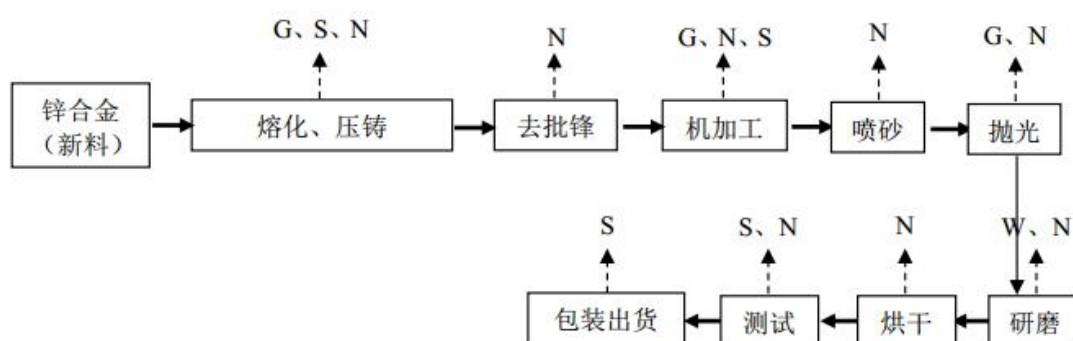 G、S、N
N
G、N、S
N
G、N
锌合金
（新料）
熔化、压铸
去批锋
机加工
喷砂
抛光
S
S、N
N
W、N
包装出货
测试
烘干
研磨